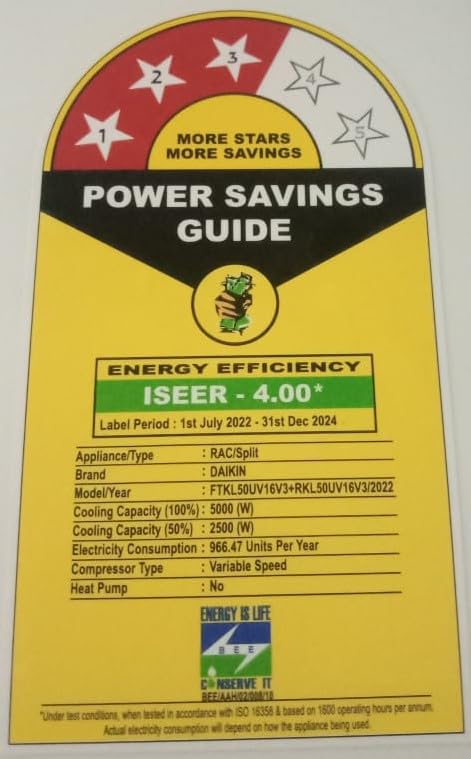 1 2 3 4 5
MORE STARS
MORE SAVINGS
POWER SAVINGS
GUIDE
ENERGY EFFICIENCY
ISEER - 4.00*
Label Period : 1st July 2022 - 31st Dec 2024
Appliance/Type : RAC/Split
Brand : DAIKIN
Model/Year : FTKL50UV16V3+RKL50UV16V3/2022
Cooling Capacity (100%) : 5000 (W)
Cooling Capacity (50%) : 2500 (W)
Electricity Consumption : 966.47 Units Per Year
Compressor Type : Variable Speed
Heat Pump : No
ENERGY IS LIFE
BEE
CONSERVE IT
BEE/AAH/02/008/10
*Under test conditions, when tested in accordance with ISO 16358 & based on 1600 operating hours per annum.
Actual electricity consumption will depend on how the appliance being used.